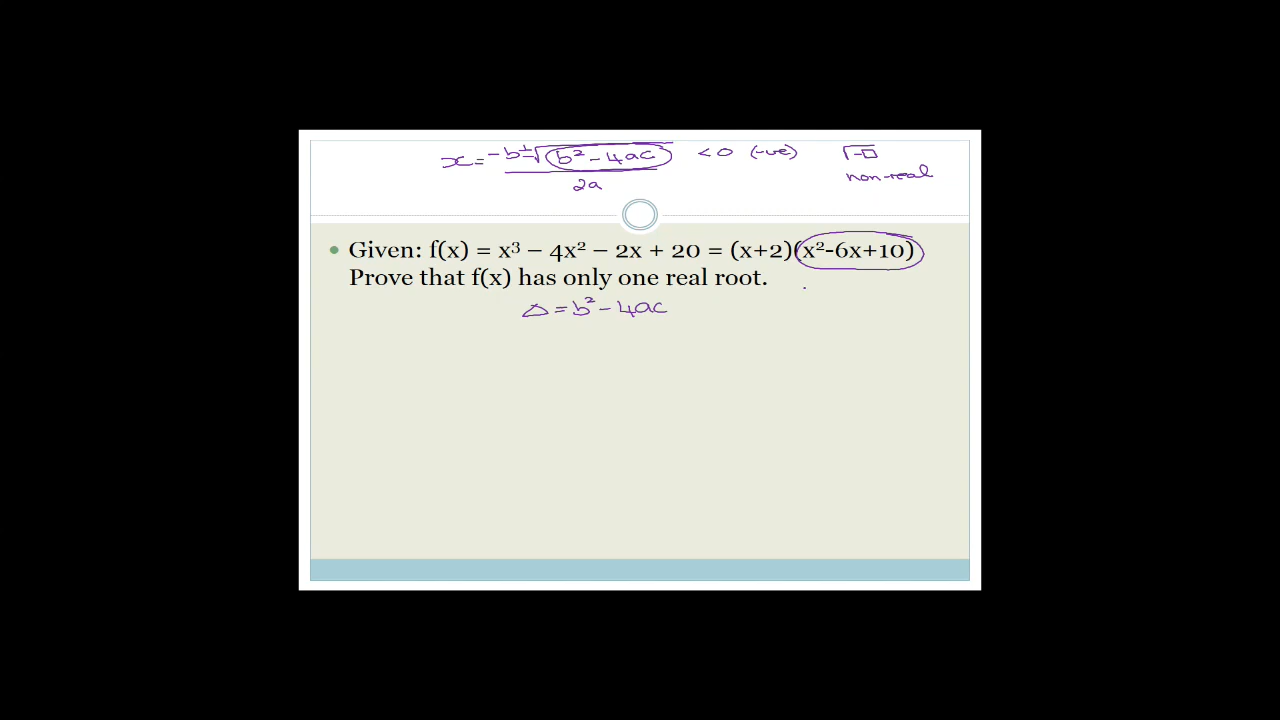 x = -b±√b² - 4ac < 0 (-ve) √-□
2a non-real
• Given: f(x) = x³ – 4x² – 2x + 20 = (x+2)(x²-6x+10)
Prove that f(x) has only one real root.
Δ = b² - 4ac